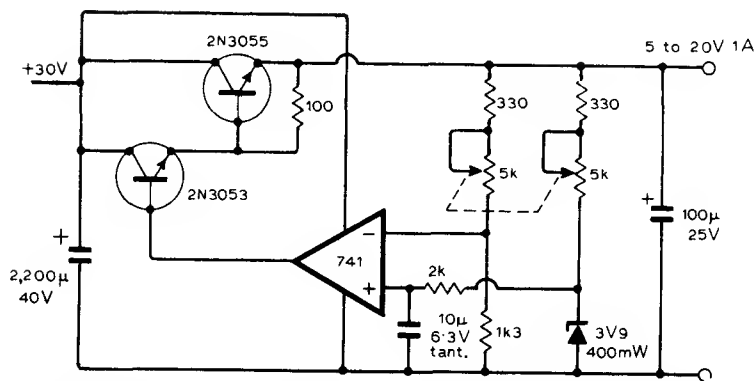 2N3055
5 to 20V 1A
+30V
100
330
330
2N3053
5k
5k
+
100µ
25V
−
741
+
2k
+
2,200µ
40V
10µ
6·3V
tant.
1k3
3V9
400mW